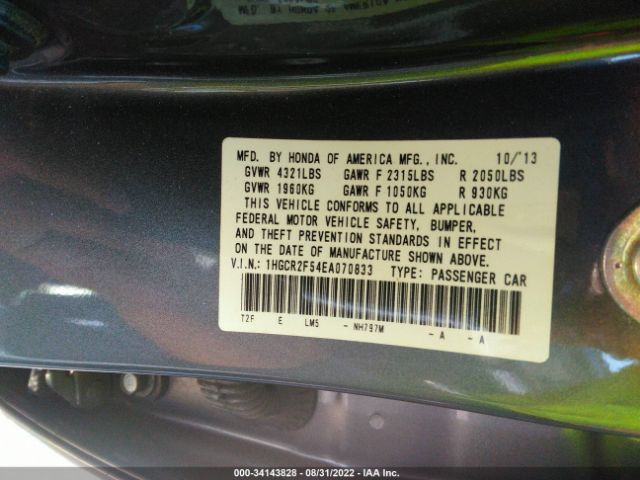 MFD. BY HONDA OF AMERICA MFG., INC. 10/'13
GVWR 4321LBS GAWR F 2315LBS R 2050LBS
GVWR 1960KG GAWR F 1050KG R 930KG
THIS VEHICLE CONFORMS TO ALL APPLICABLE
FEDERAL MOTOR VEHICLE SAFETY, BUMPER,
AND THEFT PREVENTION STANDARDS IN EFFECT
ON THE DATE OF MANUFACTURE SHOWN ABOVE.
V.I.N.: 1HGCR2F54EA070833 TYPE: PASSENGER CAR
T2F E LM5 - NH797M - A - A
000-34143828 - 08/31/2022 - IAA Inc.